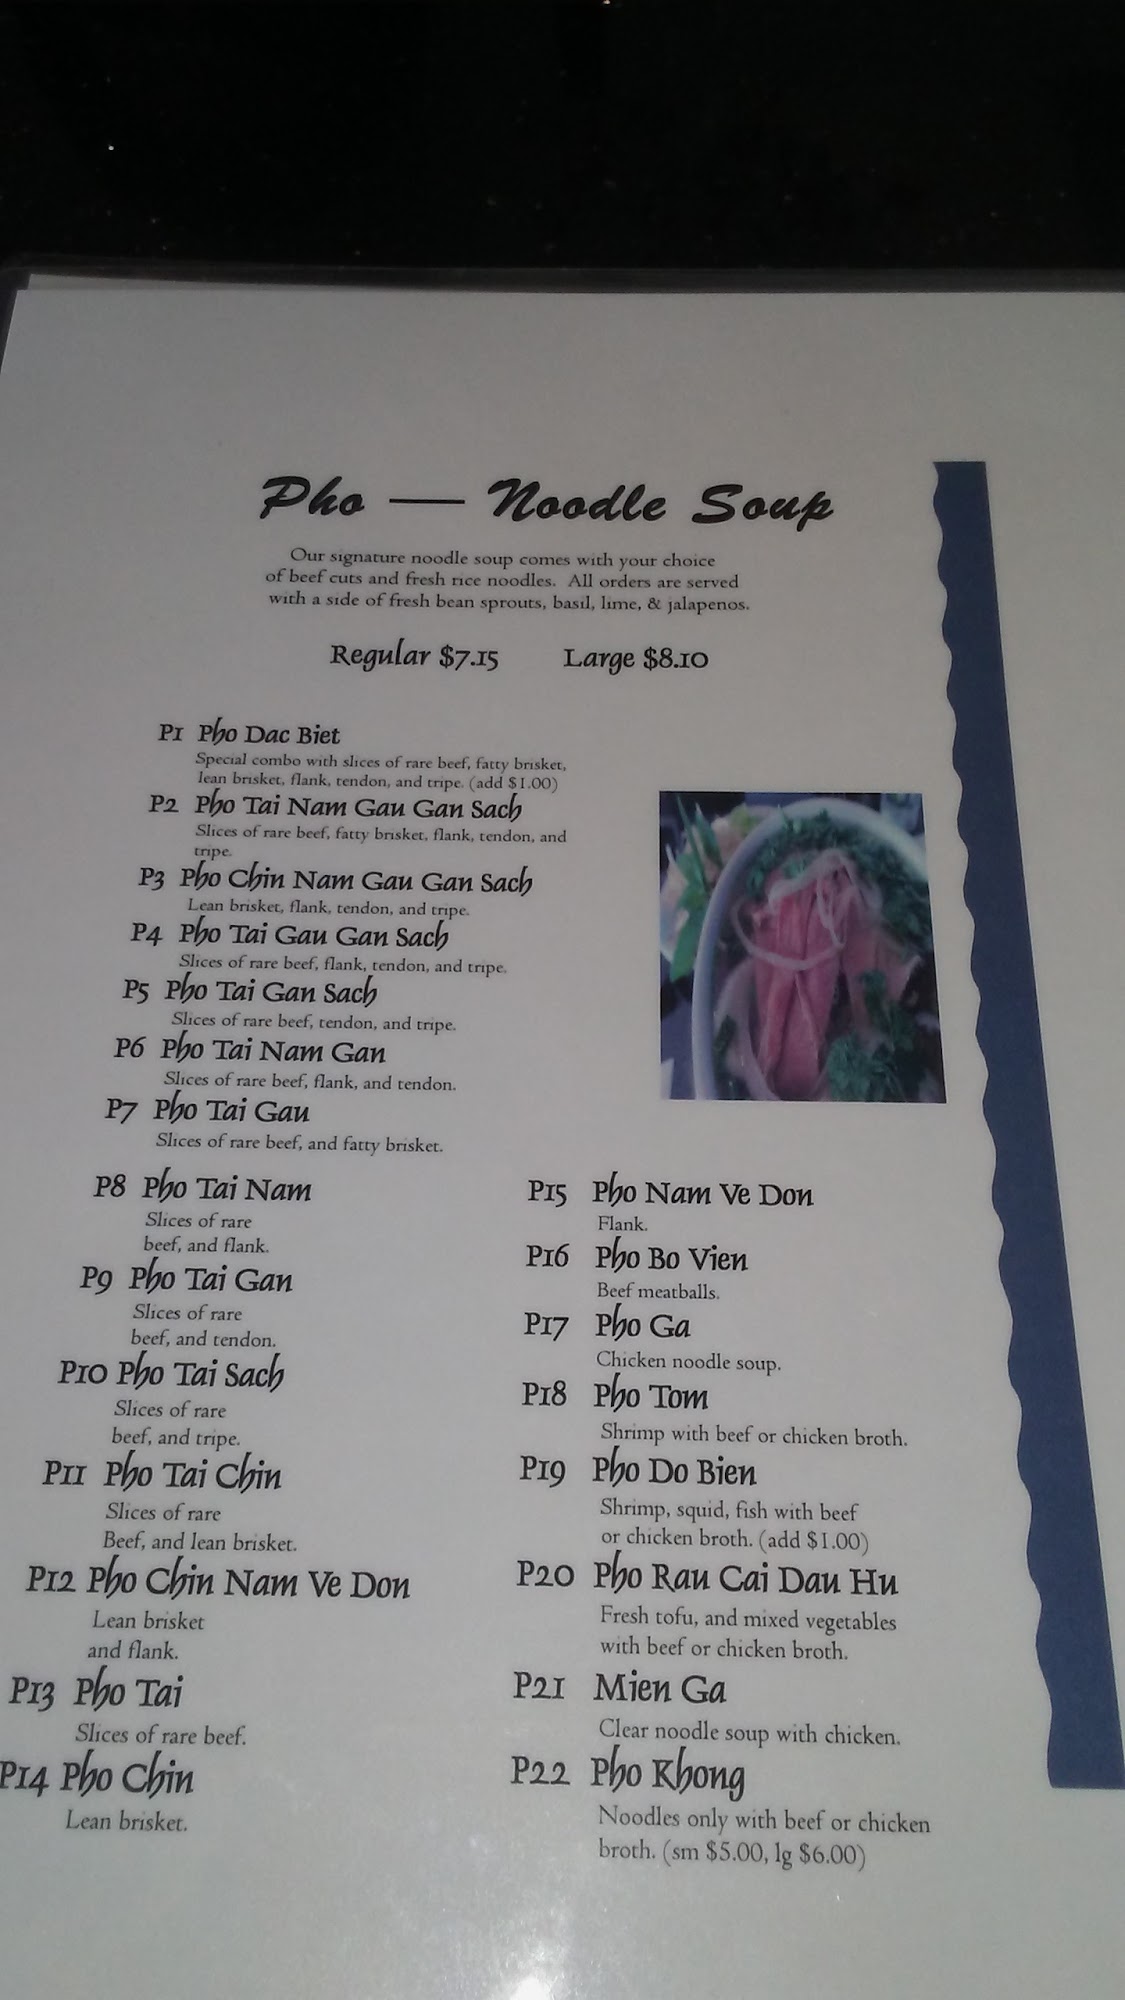 Pho — Noodle Soup
Our signature noodle soup comes with your choice
of beef cuts and fresh rice noodles. All orders are served
with a side of fresh bean sprouts, basil, lime, & jalapenos.
Regular $7.15 Large $8.10
P1 Pho Dac Biet
Special combo with slices of rare beef, fatty brisket,
lean brisket, flank, tendon, and tripe. (add $1.00)
P2 Pho Tai Nam Gau Gan Sach
Slices of rare beef, fatty brisket, flank, tendon, and
tripe.
P3 Pho Chin Nam Gau Gan Sach
Lean brisket, flank, tendon, and tripe.
P4 Pho Tai Gau Gan Sach
Slices of rare beef, flank, tendon, and tripe.
P5 Pho Tai Gan Sach
Slices of rare beef, tendon, and tripe.
P6 Pho Tai Nam Gan
Slices of rare beef, flank, and tendon.
P7 Pho Tai Gau
Slices of rare beef, and fatty brisket.
P8 Pho Tai Nam
Slices of rare
beef, and flank.
P9 Pho Tai Gan
Slices of rare
beef, and tendon.
P10 Pho Tai Sach
Slices of rare
beef, and tripe.
P11 Pho Tai Chin
Slices of rare
Beef, and lean brisket.
P12 Pho Chin Nam Ve Don
Lean brisket
and flank.
P13 Pho Tai
Slices of rare beef.
P14 Pho Chin
Lean brisket.
P15 Pho Nam Ve Don
Flank.
P16 Pho Bo Vien
Beef meatballs.
P17 Pho Ga
Chicken noodle soup.
P18 Pho Tom
Shrimp with beef or chicken broth.
P19 Pho Do Bien
Shrimp, squid, fish with beef
or chicken broth. (add $1.00)
P20 Pho Rau Cai Dau Hu
Fresh tofu, and mixed vegetables
with beef or chicken broth.
P21 Mien Ga
Clear noodle soup with chicken.
P22 Pho Khong
Noodles only with beef or chicken
broth. (sm $5.00, lg $6.00)